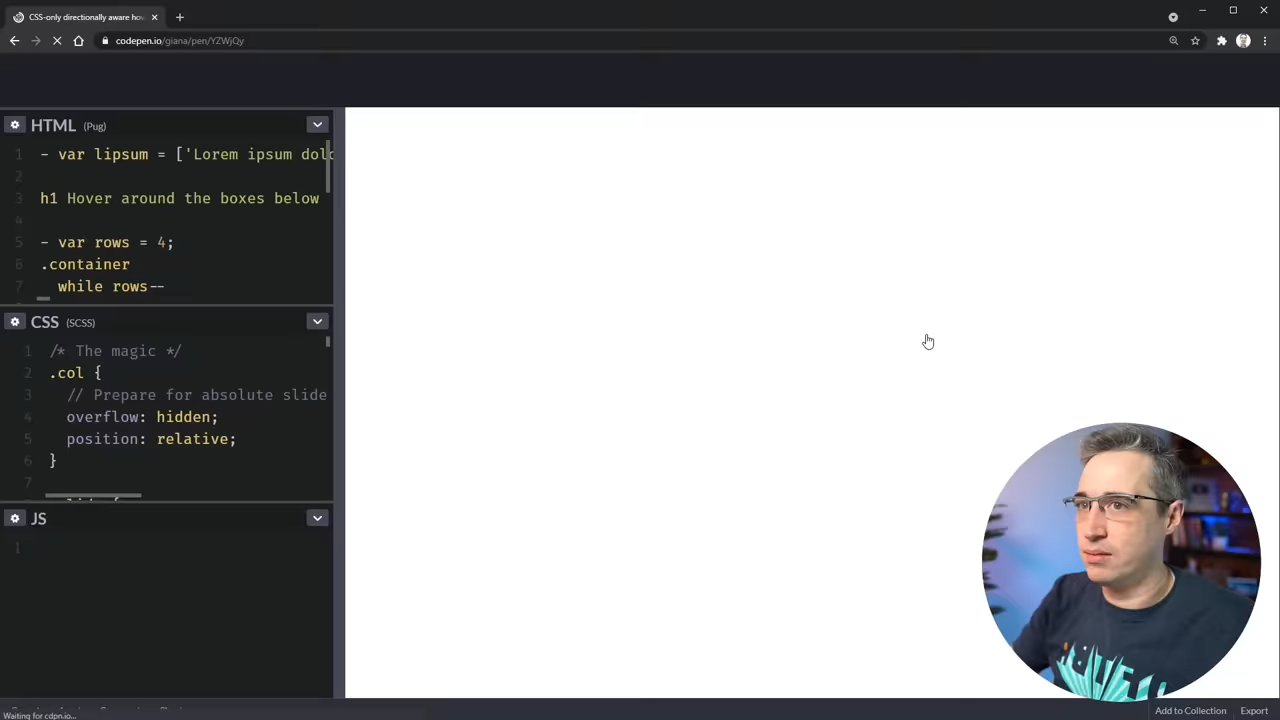 CSS-only directionally aware ho
codepen.io/giana/pen/YZWjQy
HTML (Pug)
1 - var lipsum = ['Lorem ipsum dolo
2
3 h1 Hover around the boxes below
4
5 - var rows = 4;
6 .container
7 while rows--
CSS (SCSS)
1 /* The magic */
2 .col {
3 // Prepare for absolute slide
4 overflow: hidden;
5 position: relative;
6 }
7
JS
1
Waiting for cdpn.io...
Add to Collection
Export